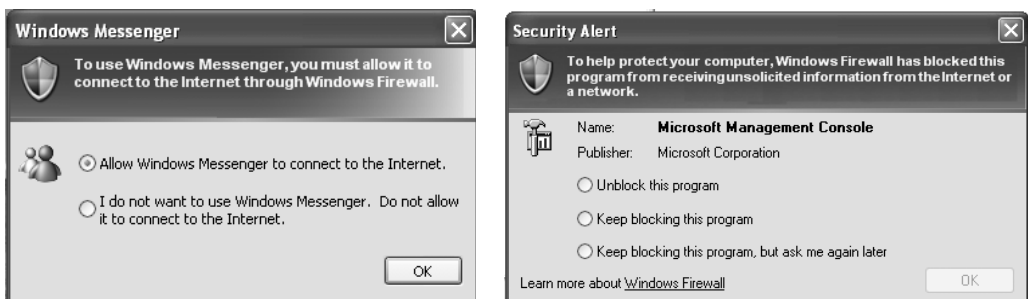 Windows Messenger
To use Windows Messenger, you must allow it to
connect to the Internet through Windows Firewall.
Allow Windows Messenger to connect to the Internet.
I do not want to use Windows Messenger. Do not allow
it to connect to the Internet.
OK
Security Alert
To help protect your computer, Windows Firewall has blocked this
program from receiving unsolicited information from the Internet or
a network.
Name: Microsoft Management Console
Publisher: Microsoft Corporation
Unblock this program
Keep blocking this program
Keep blocking this program, but ask me again later
Learn more about Windows Firewall
OK